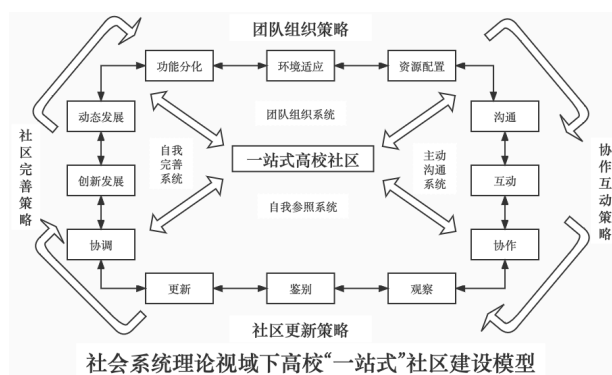 团队组织策略
功能分化
环境适应
资源配置
动态发展
团队组织系统
沟通
社区完善策略
自我
完善
系统
一站式高校社区
主动
沟通
系统
协作互动策略
创新发展
互动
自我参照系统
协调
协作
更新
鉴别
观察
社区更新策略
社会系统理论视域下高校“一站式”社区建设模型